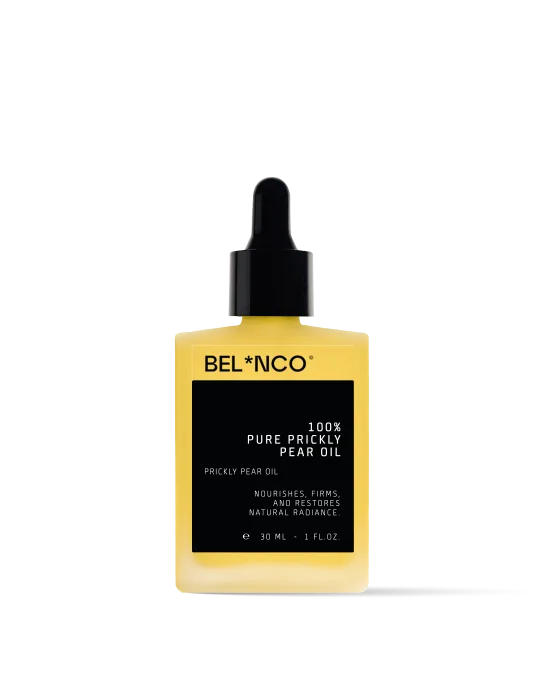 BEL*NCO®
100%
PURE PRICKLY
PEAR OIL
PRICKLY PEAR OIL
NOURISHES, FIRMS,
AND RESTORES
NATURAL RADIANCE.
℮ 30 ML - 1 FL.OZ.